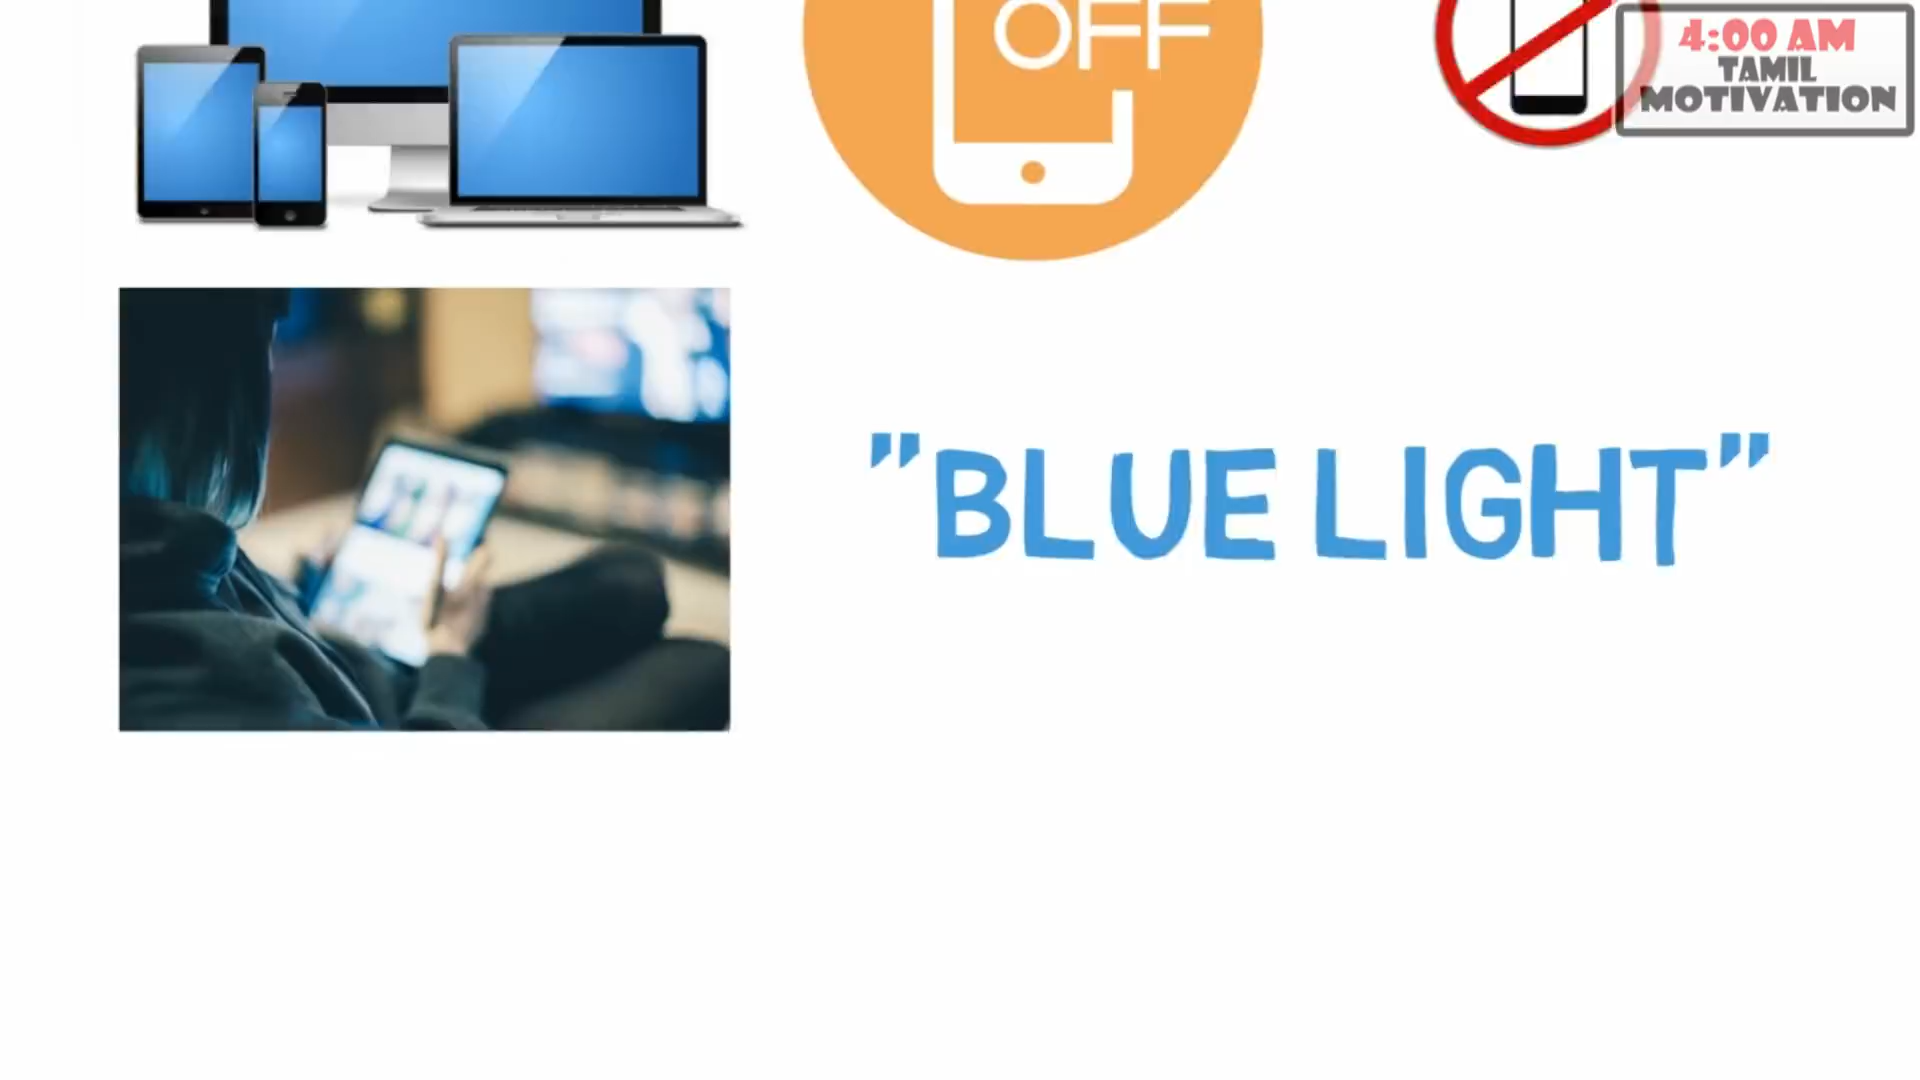 OFF
4:00 AM
TAMIL
MOTIVATION
"BLUE LIGHT"